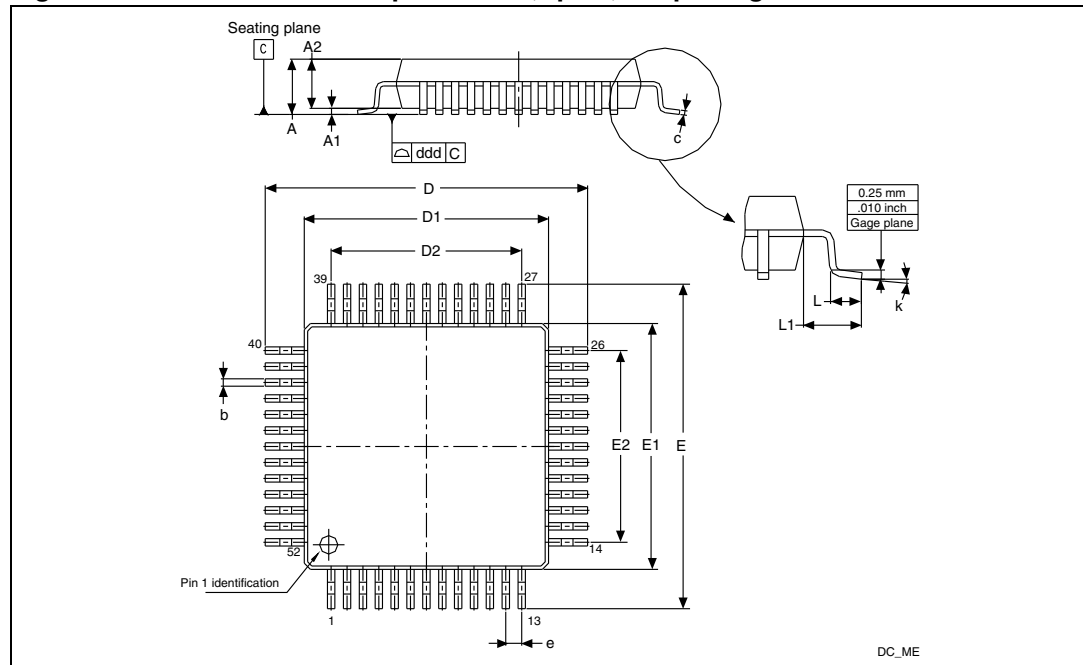 Seating plane
C
A2
A
A1
ddd C
c
D
D1
D2
0.25 mm
.010 inch
Gage plane
L
L1
k
39
27
40
26
b
E2
E1
E
52
14
Pin 1 identification
1
13
e
DC_ME